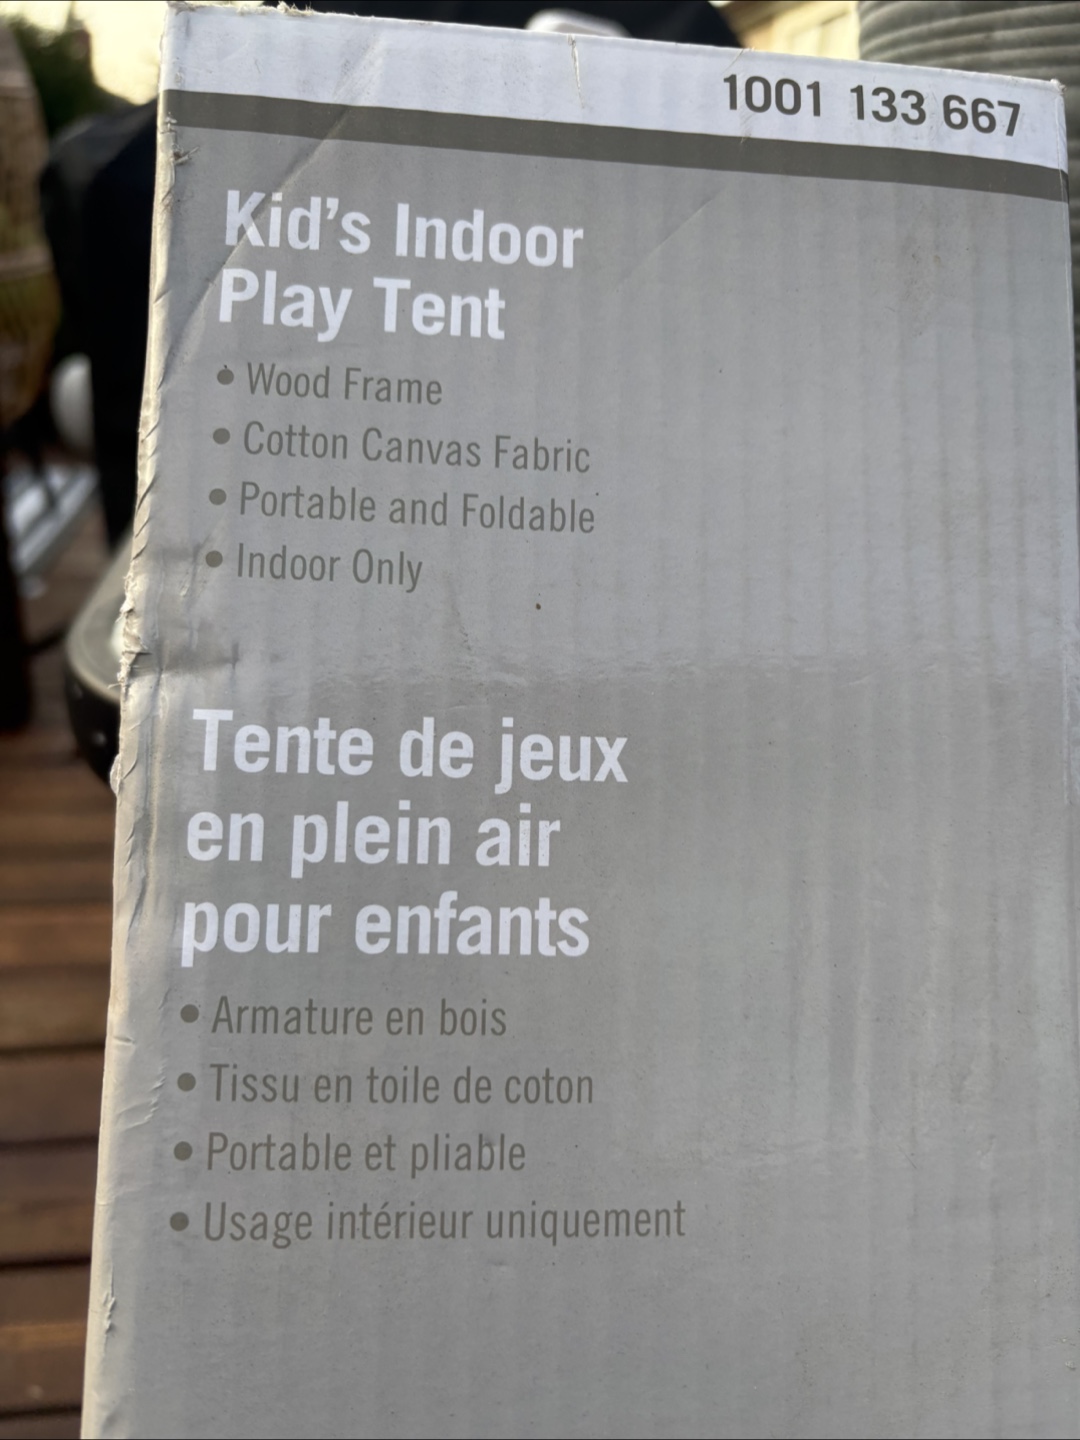 1001 133 667
Kid's Indoor
Play Tent
• Wood Frame
• Cotton Canvas Fabric
• Portable and Foldable
• Indoor Only
Tente de jeux
en plein air
pour enfants
• Armature en bois
• Tissu en toile de coton
• Portable et pliable
• Usage intérieur uniquement